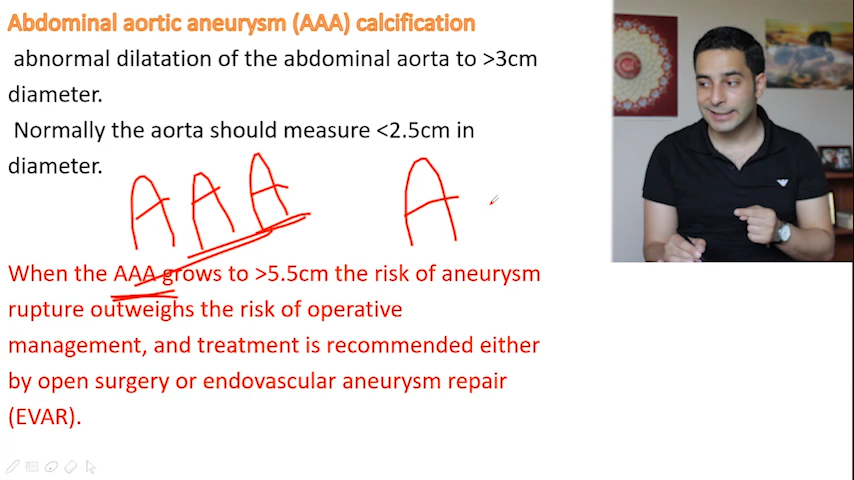 Abdominal aortic aneurysm (AAA) calcification
abnormal dilatation of the abdominal aorta to >3cm
diameter.
Normally the aorta should measure <2.5cm in
diameter.
AAA A
When the AAA grows to >5.5cm the risk of aneurysm
rupture outweighs the risk of operative
management, and treatment is recommended either
by open surgery or endovascular aneurysm repair
(EVAR).